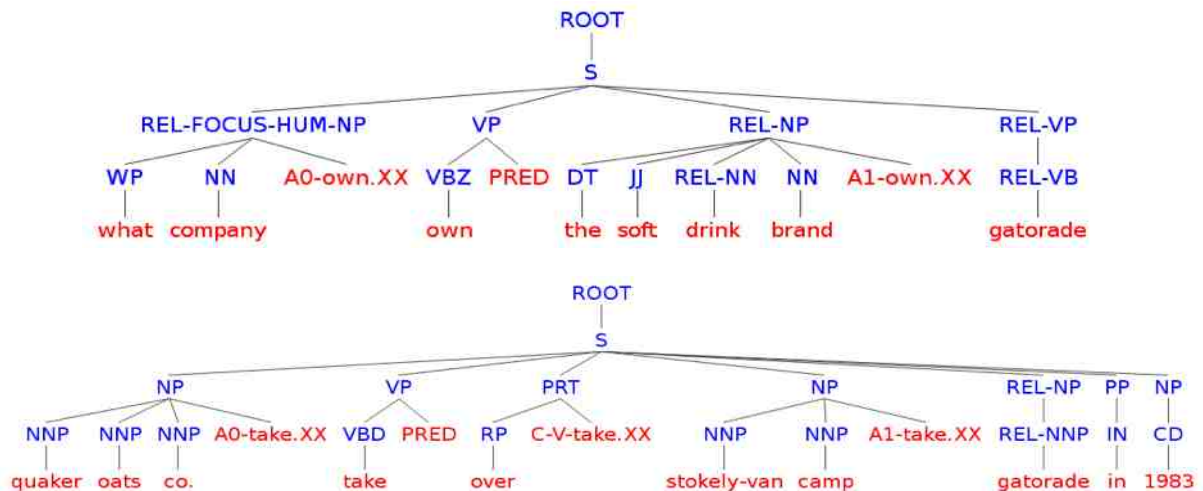 ROOT
S
REL-FOCUS-HUM-NP VP REL-NP REL-VP
WP NN A0-own.XX VBZ PRED DT JJ REL-NN NN A1-own.XX REL-VB
what company own the soft drink brand gatorade
ROOT
S
NP VP PRT NP REL-NP PP NP
NNP NNP NNP A0-take.XX VBD PRED RP C-V-take.XX NNP NNP A1-take.XX REL-NNP IN CD
quaker oats co. take over stokely-van camp gatorade in 1983